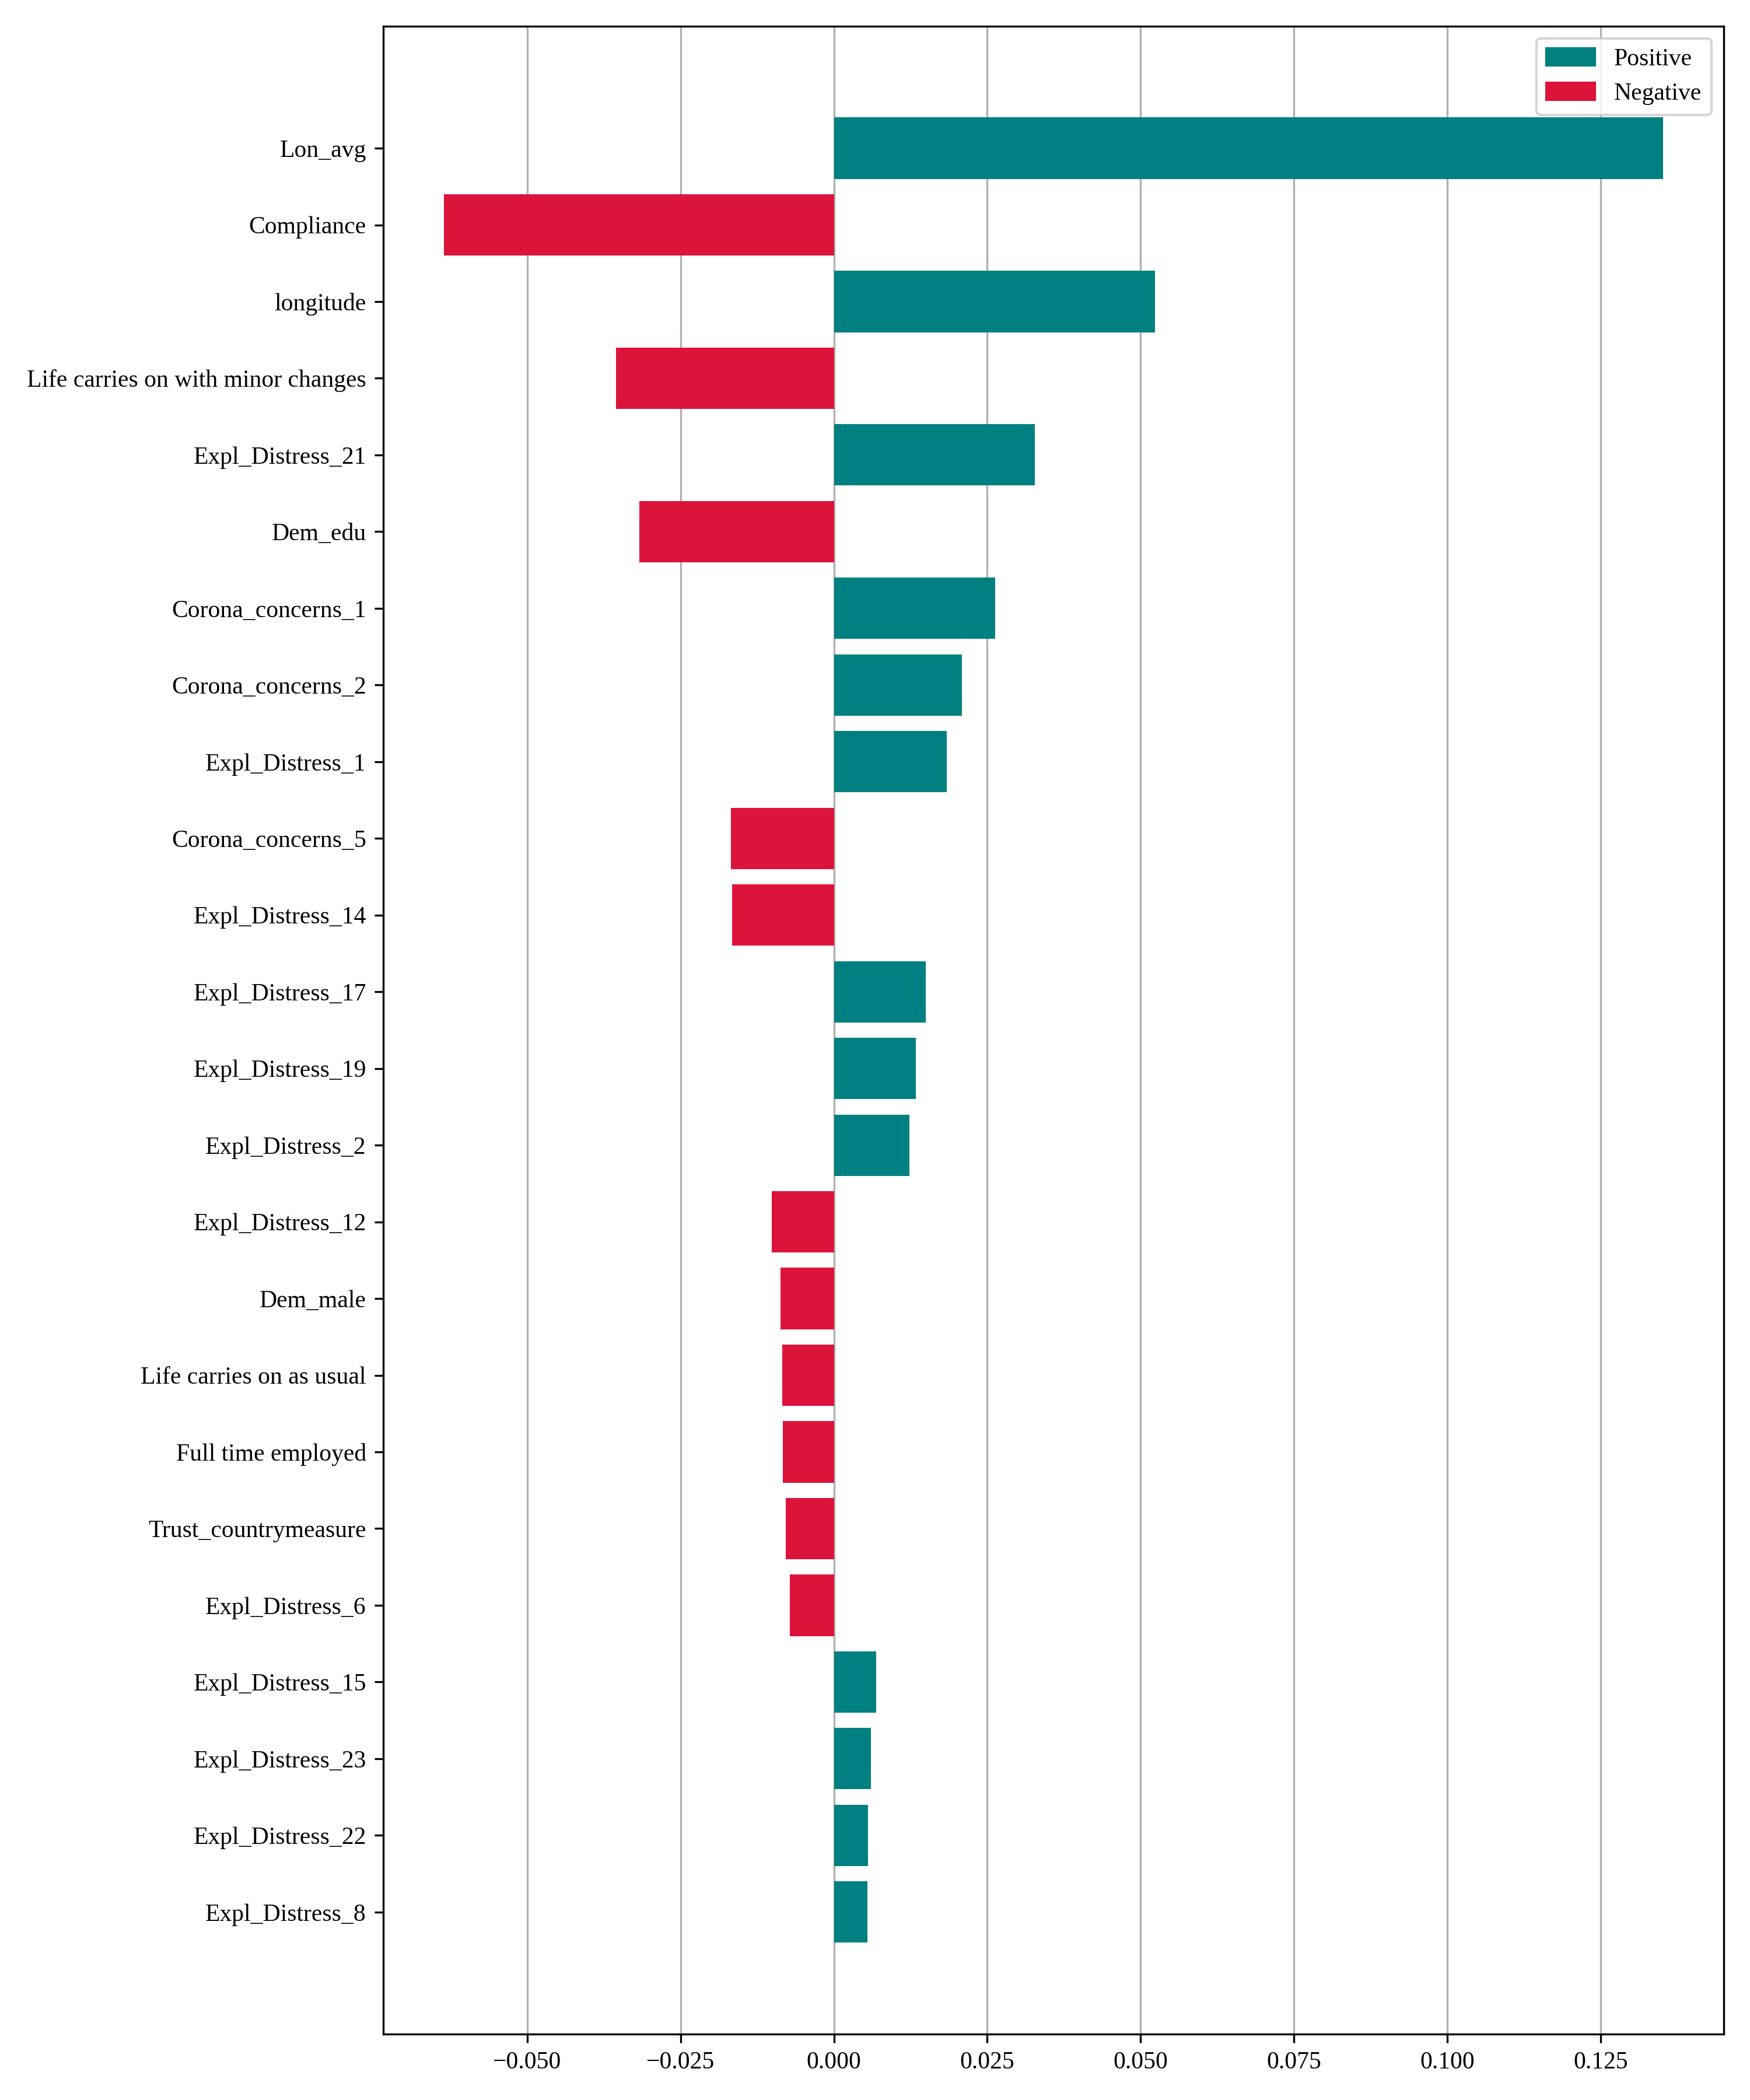 Positive
Negative
Lon_avg
Compliance
longitude
Life carries on with minor changes
Expl_Distress_21
Dem_edu
Corona_concerns_1
Corona_concerns_2
Expl_Distress_1
Corona_concerns_5
Expl_Distress_14
Expl_Distress_17
Expl_Distress_19
Expl_Distress_2
Expl_Distress_12
Dem_male
Life carries on as usual
Full time employed
Trust_countrymeasure
Expl_Distress_6
Expl_Distress_15
Expl_Distress_23
Expl_Distress_22
Expl_Distress_8
−0.050 −0.025 0.000 0.025 0.050 0.075 0.100 0.125